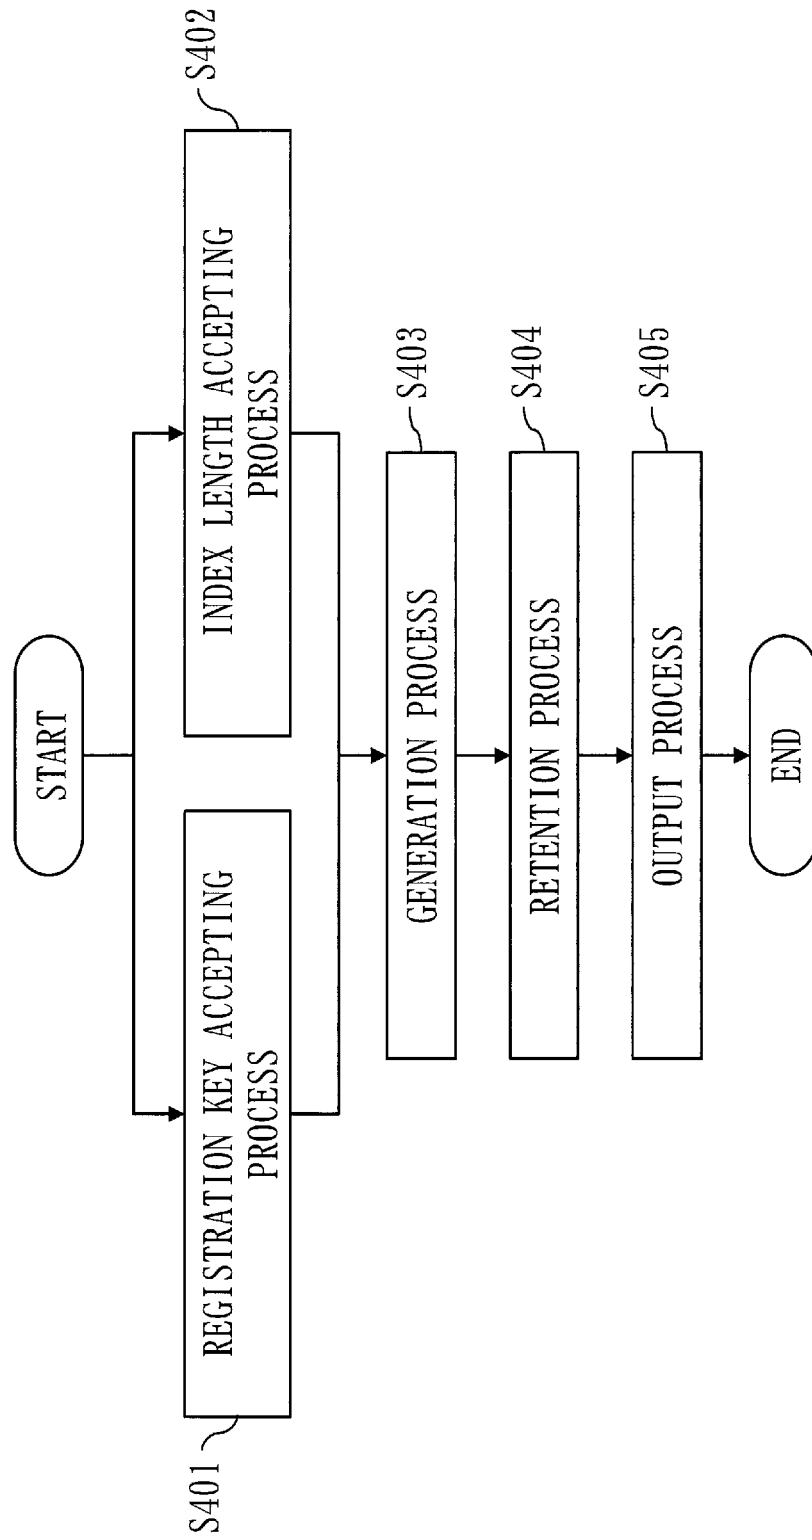 START
S401
REGISTRATION KEY ACCEPTING
PROCESS
S402
INDEX LENGTH ACCEPTING
PROCESS
S403
GENERATION PROCESS
S404
RETENTION PROCESS
S405
OUTPUT PROCESS
END